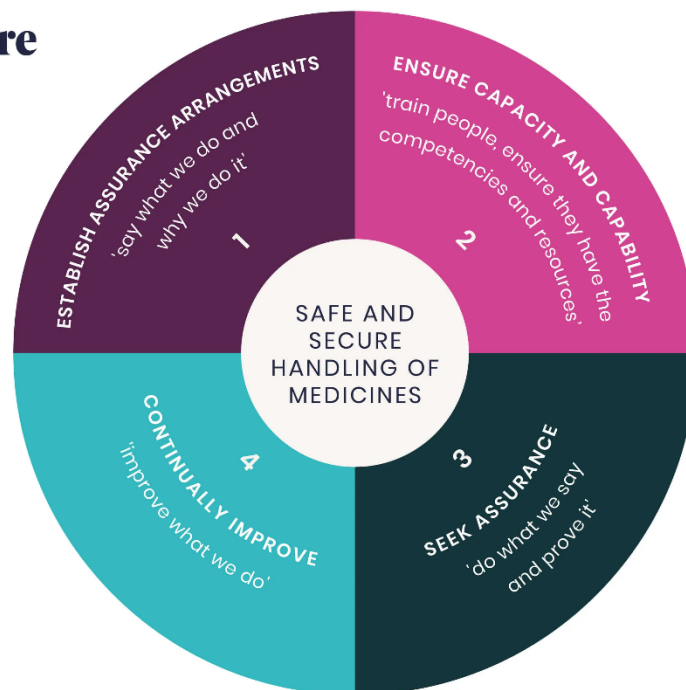 re
ESTABLISH ASSURANCE ARRANGEMENTS
'say what we do and
why we do it'
1
ENSURE CAPACITY AND CAPABILITY
'train people, ensure they have the
competencies and resources'
2
SAFE AND
SECURE
HANDLING OF
MEDICINES
3
SEEK ASSURANCE
'do what we say
and prove it'
4
CONTINUALLY IMPROVE
'improve what we do'